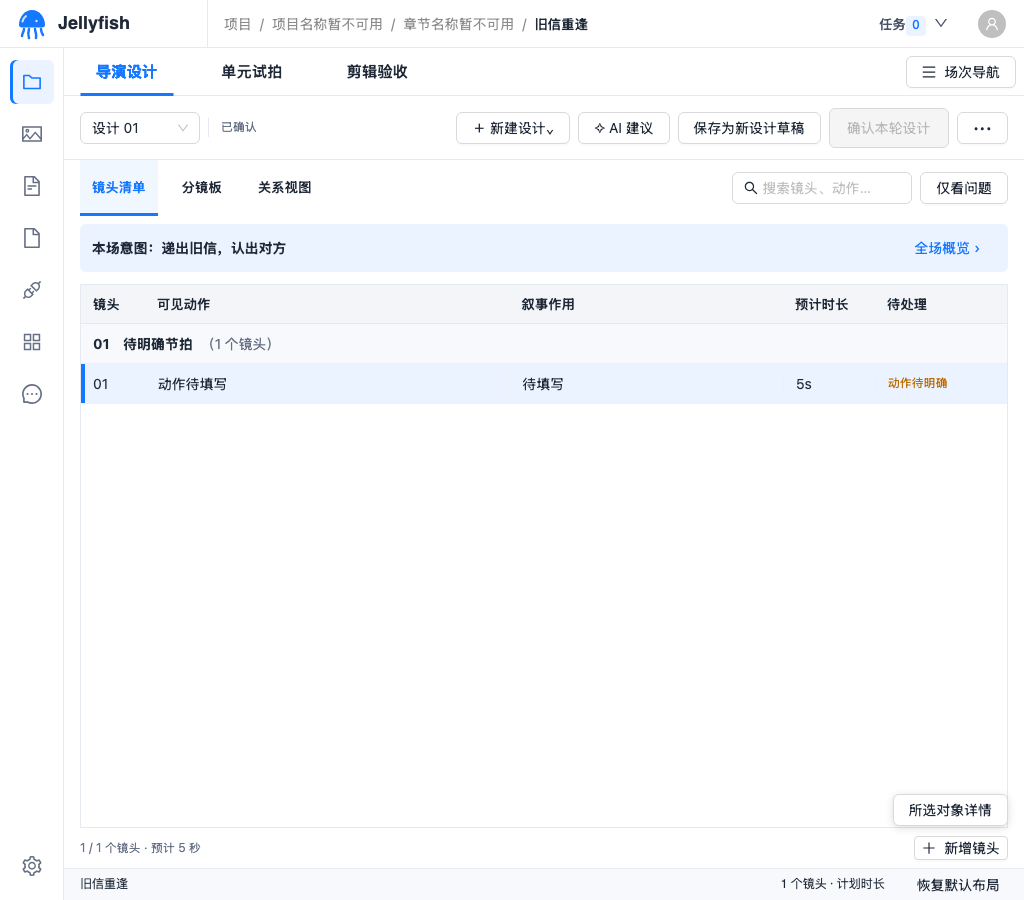 Jellyfish
项目 / 项目名称暂不可用 / 章节名称暂不可用 / 旧信重逢
任务 0
导演设计 单元试拍 剪辑验收 场次导航
设计 01 已确认 + 新建设计 AI 建议 保存为新设计草稿 确认本轮设计 ···
镜头清单 分镜板 关系视图 搜索镜头、动作... 仅看问题
本场意图：递出旧信，认出对方 全场概览 ›
镜头 可见动作 叙事作用 预计时长 待处理
01 待明确节拍 （1 个镜头）
01 动作待填写 待填写 5s 动作待明确
所选对象详情
1 / 1 个镜头 · 预计 5 秒 + 新增镜头
旧信重逢 1 个镜头 · 计划时长 恢复默认布局